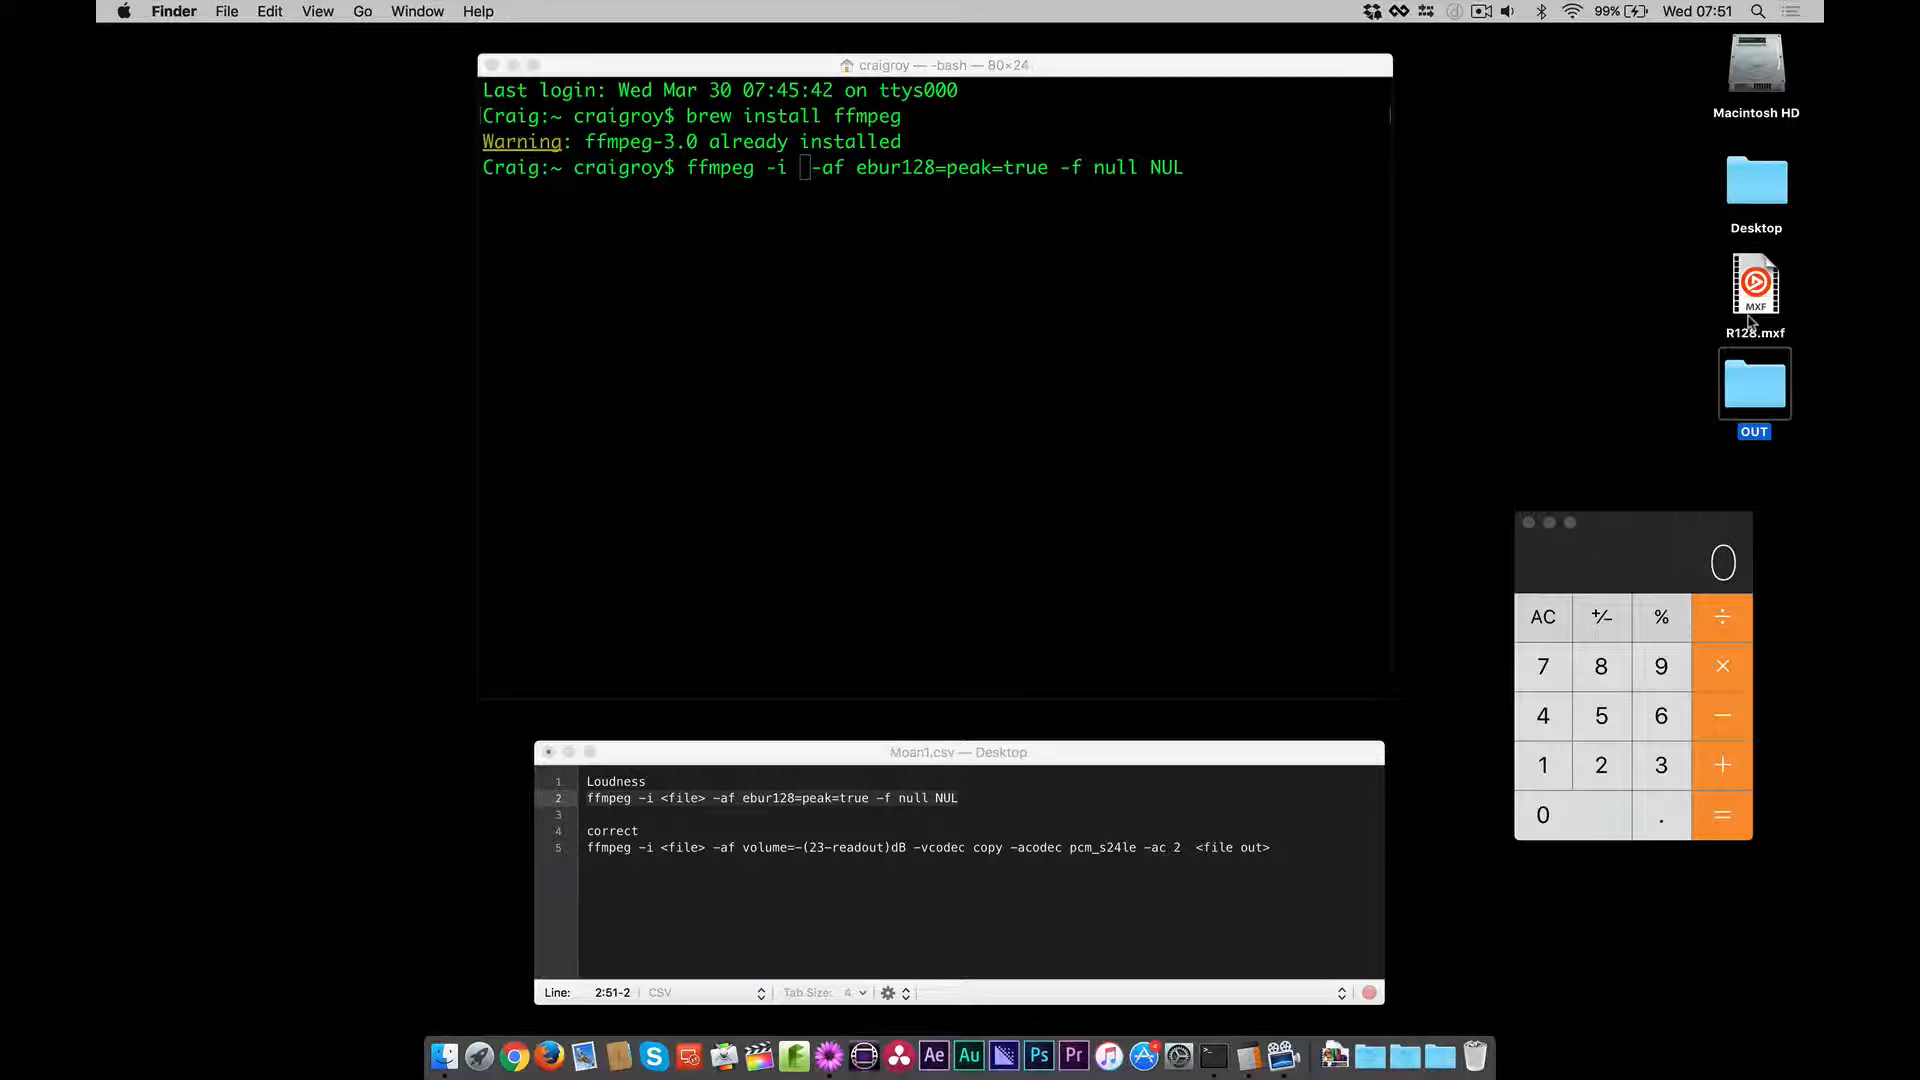 Finder File Edit View Go Window Help
99% Wed 07:51
craigroy — -bash — 80×24
Last login: Wed Mar 30 07:45:42 on ttys000
Craig:~ craigroy$ brew install ffmpeg
Warning: ffmpeg-3.0 already installed
Craig:~ craigroy$ ffmpeg -i -af ebur128=peak=true -f null NUL
Macintosh HD
Desktop
MXF
R128.mxf
OUT
0
AC +/- % ÷
7 8 9 ×
4 5 6 −
1 2 3 +
0 . =
Moan1.csv — Desktop
1 Loudness
2 ffmpeg -i <file> -af ebur128=peak=true -f null NUL
3
4 correct
5 ffmpeg -i <file> -af volume=-(23-readout)dB -vcodec copy -acodec pcm_s24le -ac 2 <file out>
Line: 2:51-2 CSV Tab Size: 4
Ae Au Ps Pr